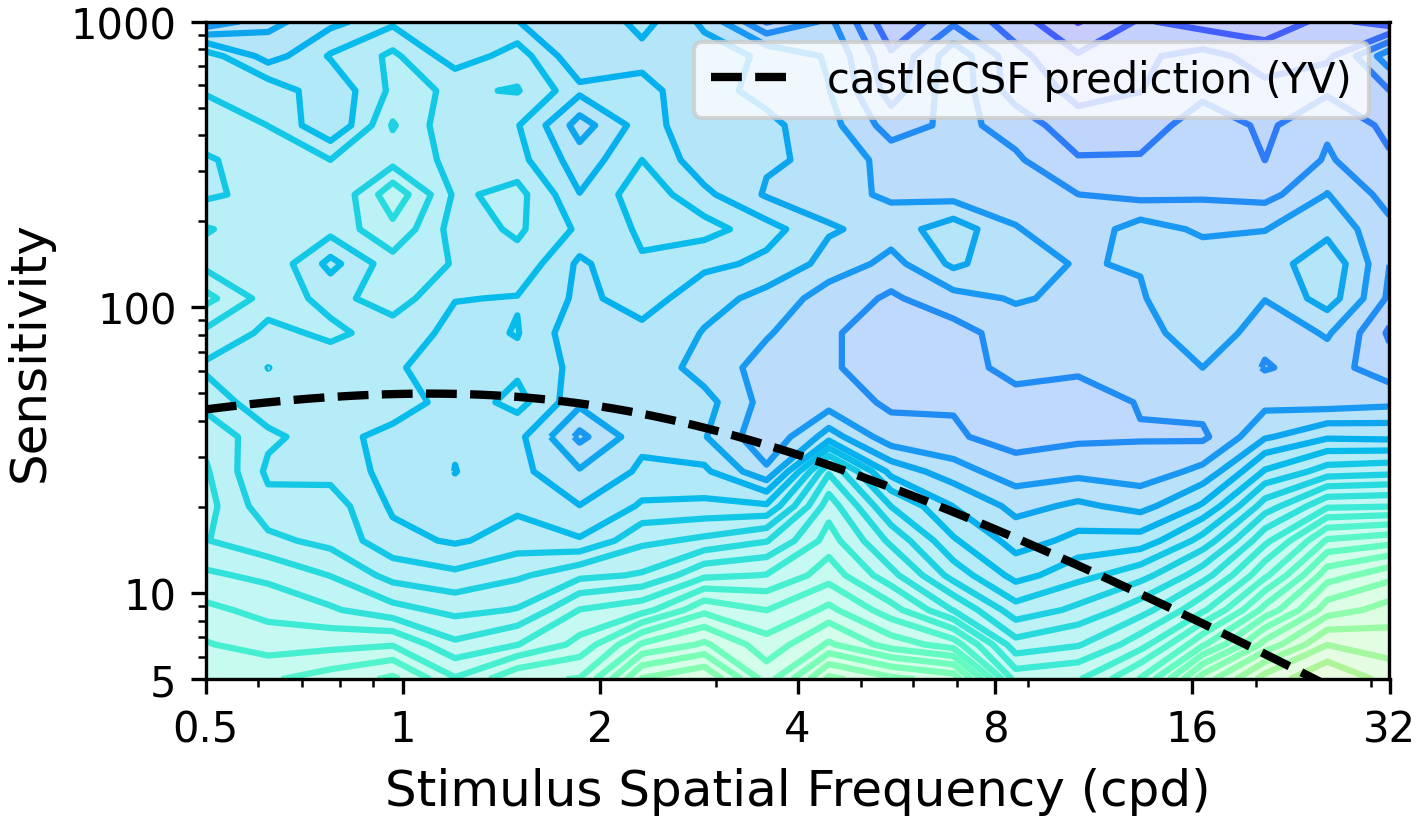 1000
100
10
5
Sensitivity
castleCSF prediction (YV)
0.5 1 2 4 8 16 32
Stimulus Spatial Frequency (cpd)